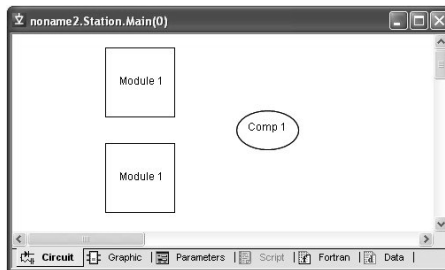 noname2.Station.Main(0)
Module 1
Comp 1
Module 1
Circuit Graphic Parameters Script Fortran Data